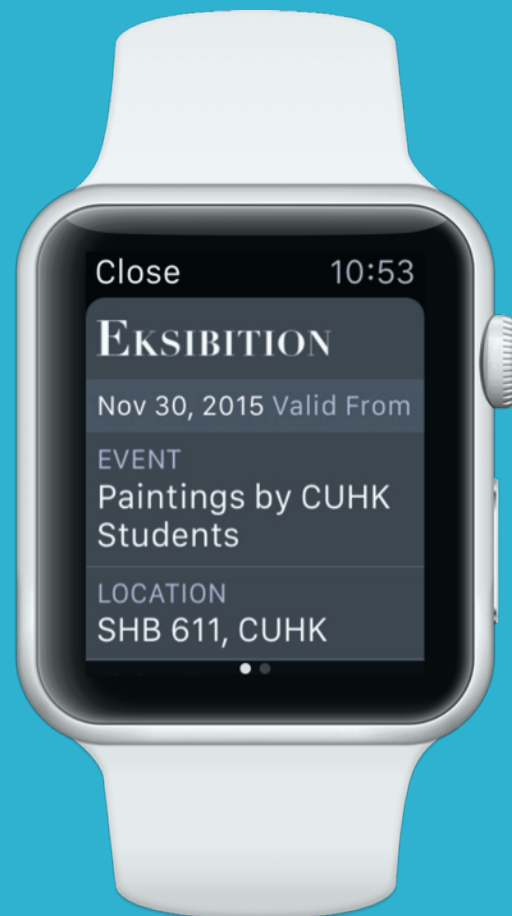 Close 10:53
EKSIBITION
Nov 30, 2015 Valid From
EVENT
Paintings by CUHK
Students
LOCATION
SHB 611, CUHK